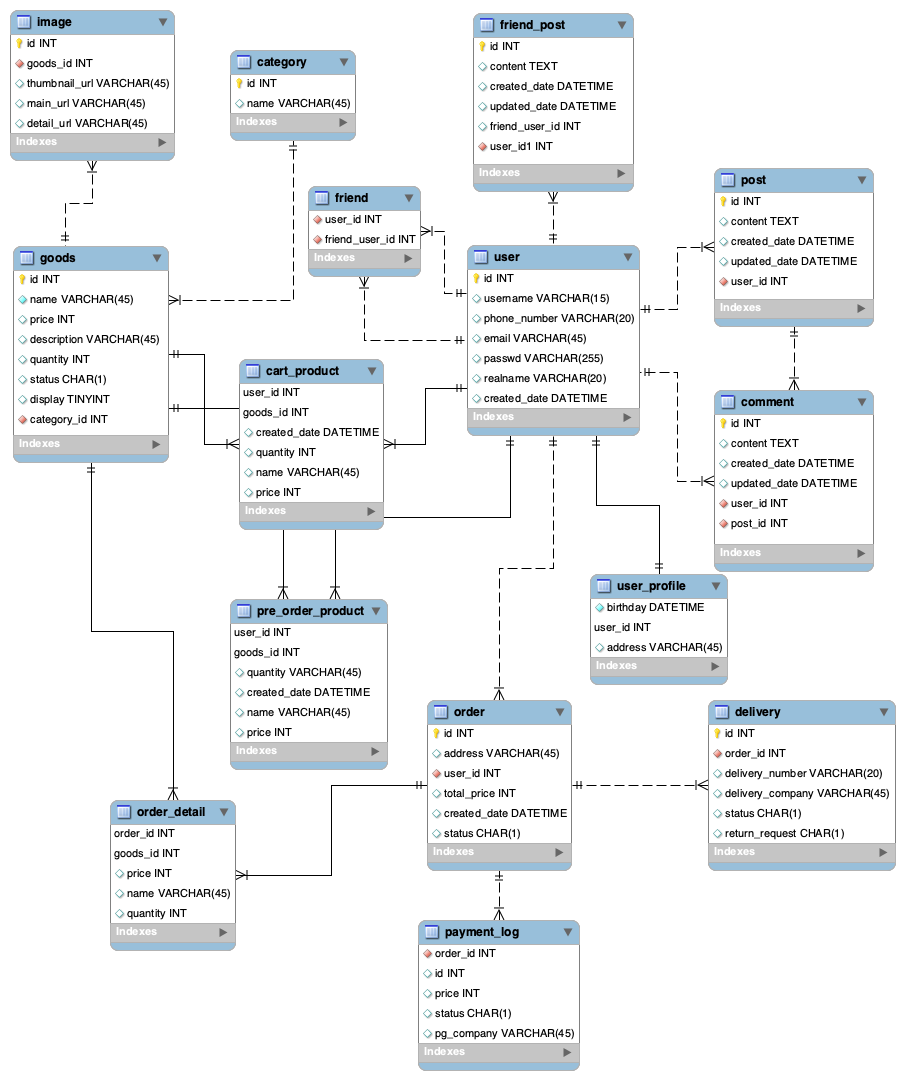 image
id INT
goods_id INT
thumbnail_url VARCHAR(45)
main_url VARCHAR(45)
detail_url VARCHAR(45)
Indexes
category
id INT
name VARCHAR(45)
Indexes
friend_post
id INT
content TEXT
created_date DATETIME
updated_date DATETIME
friend_user_id INT
user_id1 INT
Indexes
friend
user_id INT
friend_user_id INT
Indexes
post
id INT
content TEXT
created_date DATETIME
updated_date DATETIME
user_id INT
Indexes
goods
id INT
name VARCHAR(45)
price INT
description VARCHAR(45)
quantity INT
status CHAR(1)
display TINYINT
category_id INT
Indexes
user
id INT
username VARCHAR(15)
phone_number VARCHAR(20)
email VARCHAR(45)
passwd VARCHAR(255)
realname VARCHAR(20)
created_date DATETIME
Indexes
cart_product
user_id INT
goods_id INT
created_date DATETIME
quantity INT
name VARCHAR(45)
price INT
Indexes
comment
id INT
content TEXT
created_date DATETIME
updated_date DATETIME
user_id INT
post_id INT
Indexes
user_profile
birthday DATETIME
user_id INT
address VARCHAR(45)
Indexes
pre_order_product
user_id INT
goods_id INT
quantity VARCHAR(45)
created_date DATETIME
name VARCHAR(45)
price INT
Indexes
order
id INT
address VARCHAR(45)
user_id INT
total_price INT
created_date DATETIME
status CHAR(1)
Indexes
delivery
id INT
order_id INT
delivery_number VARCHAR(20)
delivery_company VARCHAR(45)
status CHAR(1)
return_request CHAR(1)
Indexes
order_detail
order_id INT
goods_id INT
price INT
name VARCHAR(45)
quantity INT
Indexes
payment_log
order_id INT
id INT
price INT
status CHAR(1)
pg_company VARCHAR(45)
Indexes